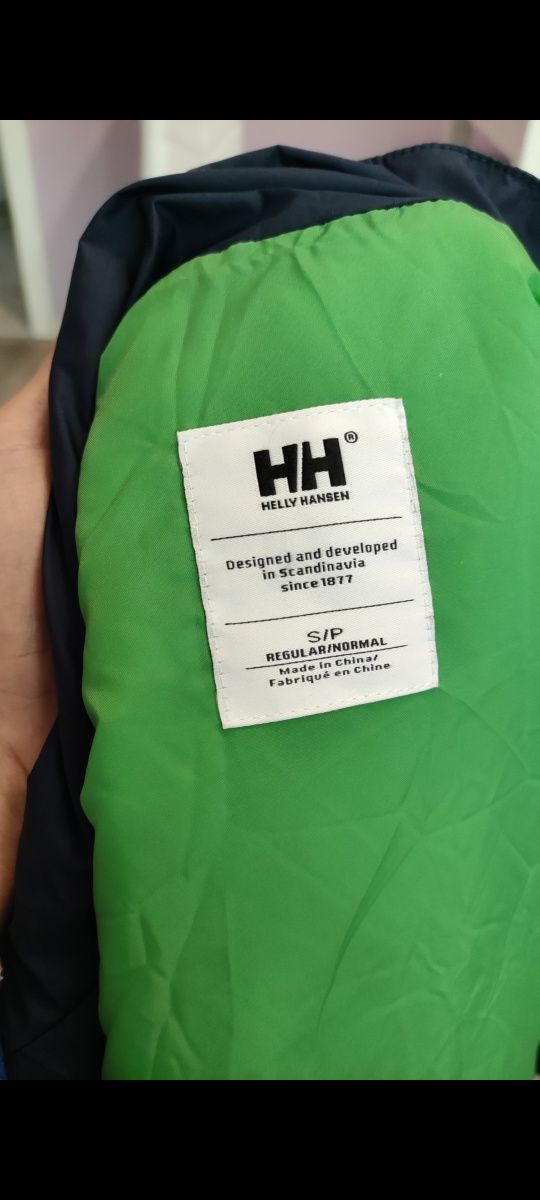 HH®
HELLY HANSEN
Designed and developed
in Scandinavia
since 1877
S/P
REGULAR/NORMAL
Made in China/
Fabriqué en Chine